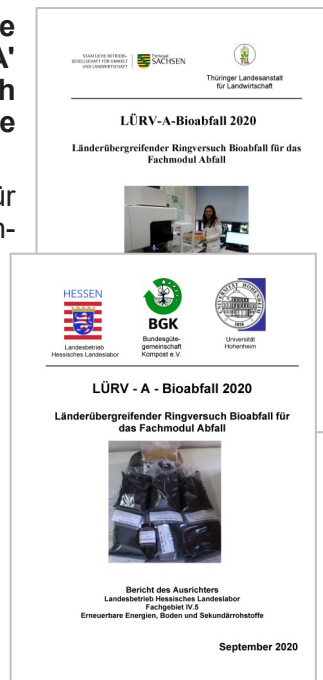 e
A'
h
e
ür
n-
STAATLICHE BETRIEBS-
GESELLSCHAFT FÜR UMWELT
UND LANDWIRTSCHAFT
Freistaat
SACHSEN
TLL
Thüringer Landesanstalt
für Landwirtschaft
LÜRV-A-Bioabfall 2020
Länderübergreifender Ringversuch Bioabfall für das
Fachmodul Abfall
HESSEN
Landesbetrieb
Hessisches Landeslabor
BGK
Bundesgüte-
gemeinschaft
Kompost e.V.
UNIVERSITÄT HOHENHEIM
Universität
Hohenheim
LÜRV - A - Bioabfall 2020
Länderübergreifender Ringversuch Bioabfall für
das Fachmodul Abfall
Bericht des Ausrichters
Landesbetrieb Hessisches Landeslabor
Fachgebiet IV.5
Erneuerbare Energien, Boden und Sekundärrohstoffe
September 2020